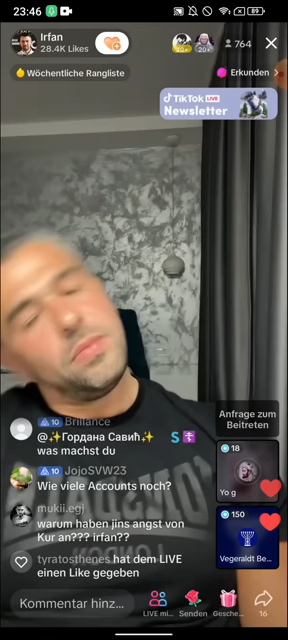 23:46
89
Irfan
28.4K Likes
20+
20+
764
Wöchentliche Rangliste
Erkunden
TikTok LIVE
Newsletter
10 Brillance
@✨Гордана Савић✨
was machst du
10 JojoSVW23
Wie viele Accounts noch?
mukii.egj
warum haben jins angst von
Kur an??? irfan??
tyratosthenes hat dem LIVE
einen Like gegeben
Anfrage zum
Beitreten
18
Yo g
150
Vegeraldt Be...
Kommentar hinz...
LIVE mi...
Senden
Gesche...
16